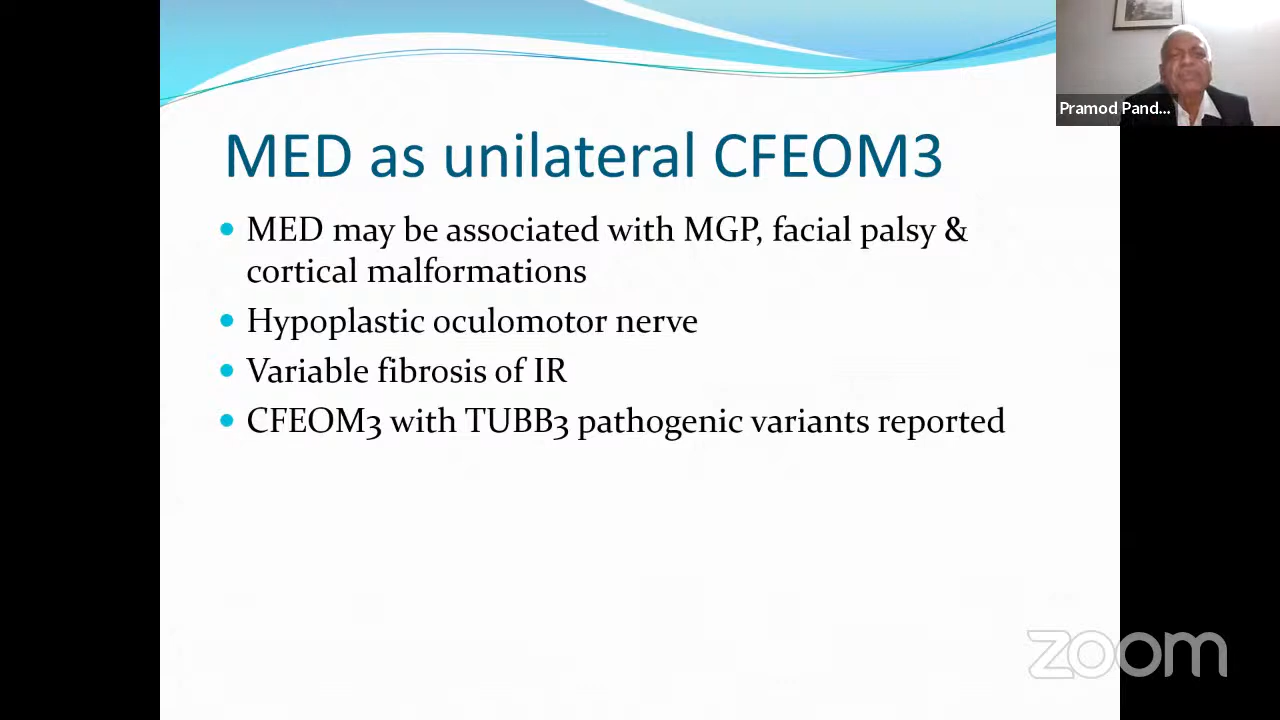 Pramod Pand...
MED as unilateral CFEOM3
MED may be associated with MGP, facial palsy &
cortical malformations
Hypoplastic oculomotor nerve
Variable fibrosis of IR
CFEOM3 with TUBB3 pathogenic variants reported
zoom